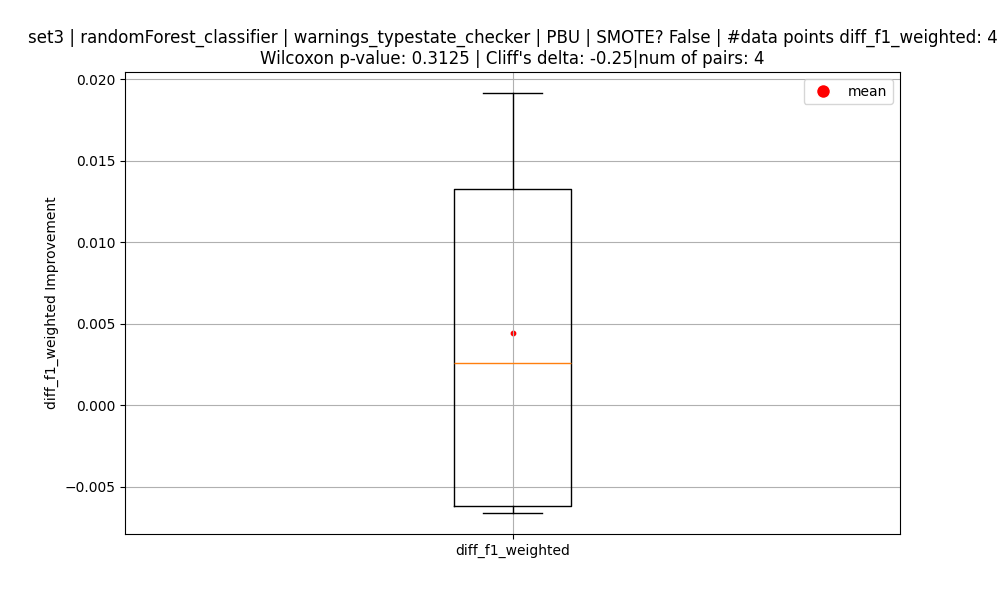 set3 | randomForest_classifier | warnings_typestate_checker | PBU | SMOTE? False | #data points diff_f1_weighted: 4
Wilcoxon p-value: 0.3125 | Cliff's delta: -0.25|num of pairs: 4
mean
0.020
0.015
0.010
0.005
0.000
−0.005
diff_f1_weighted Improvement
diff_f1_weighted